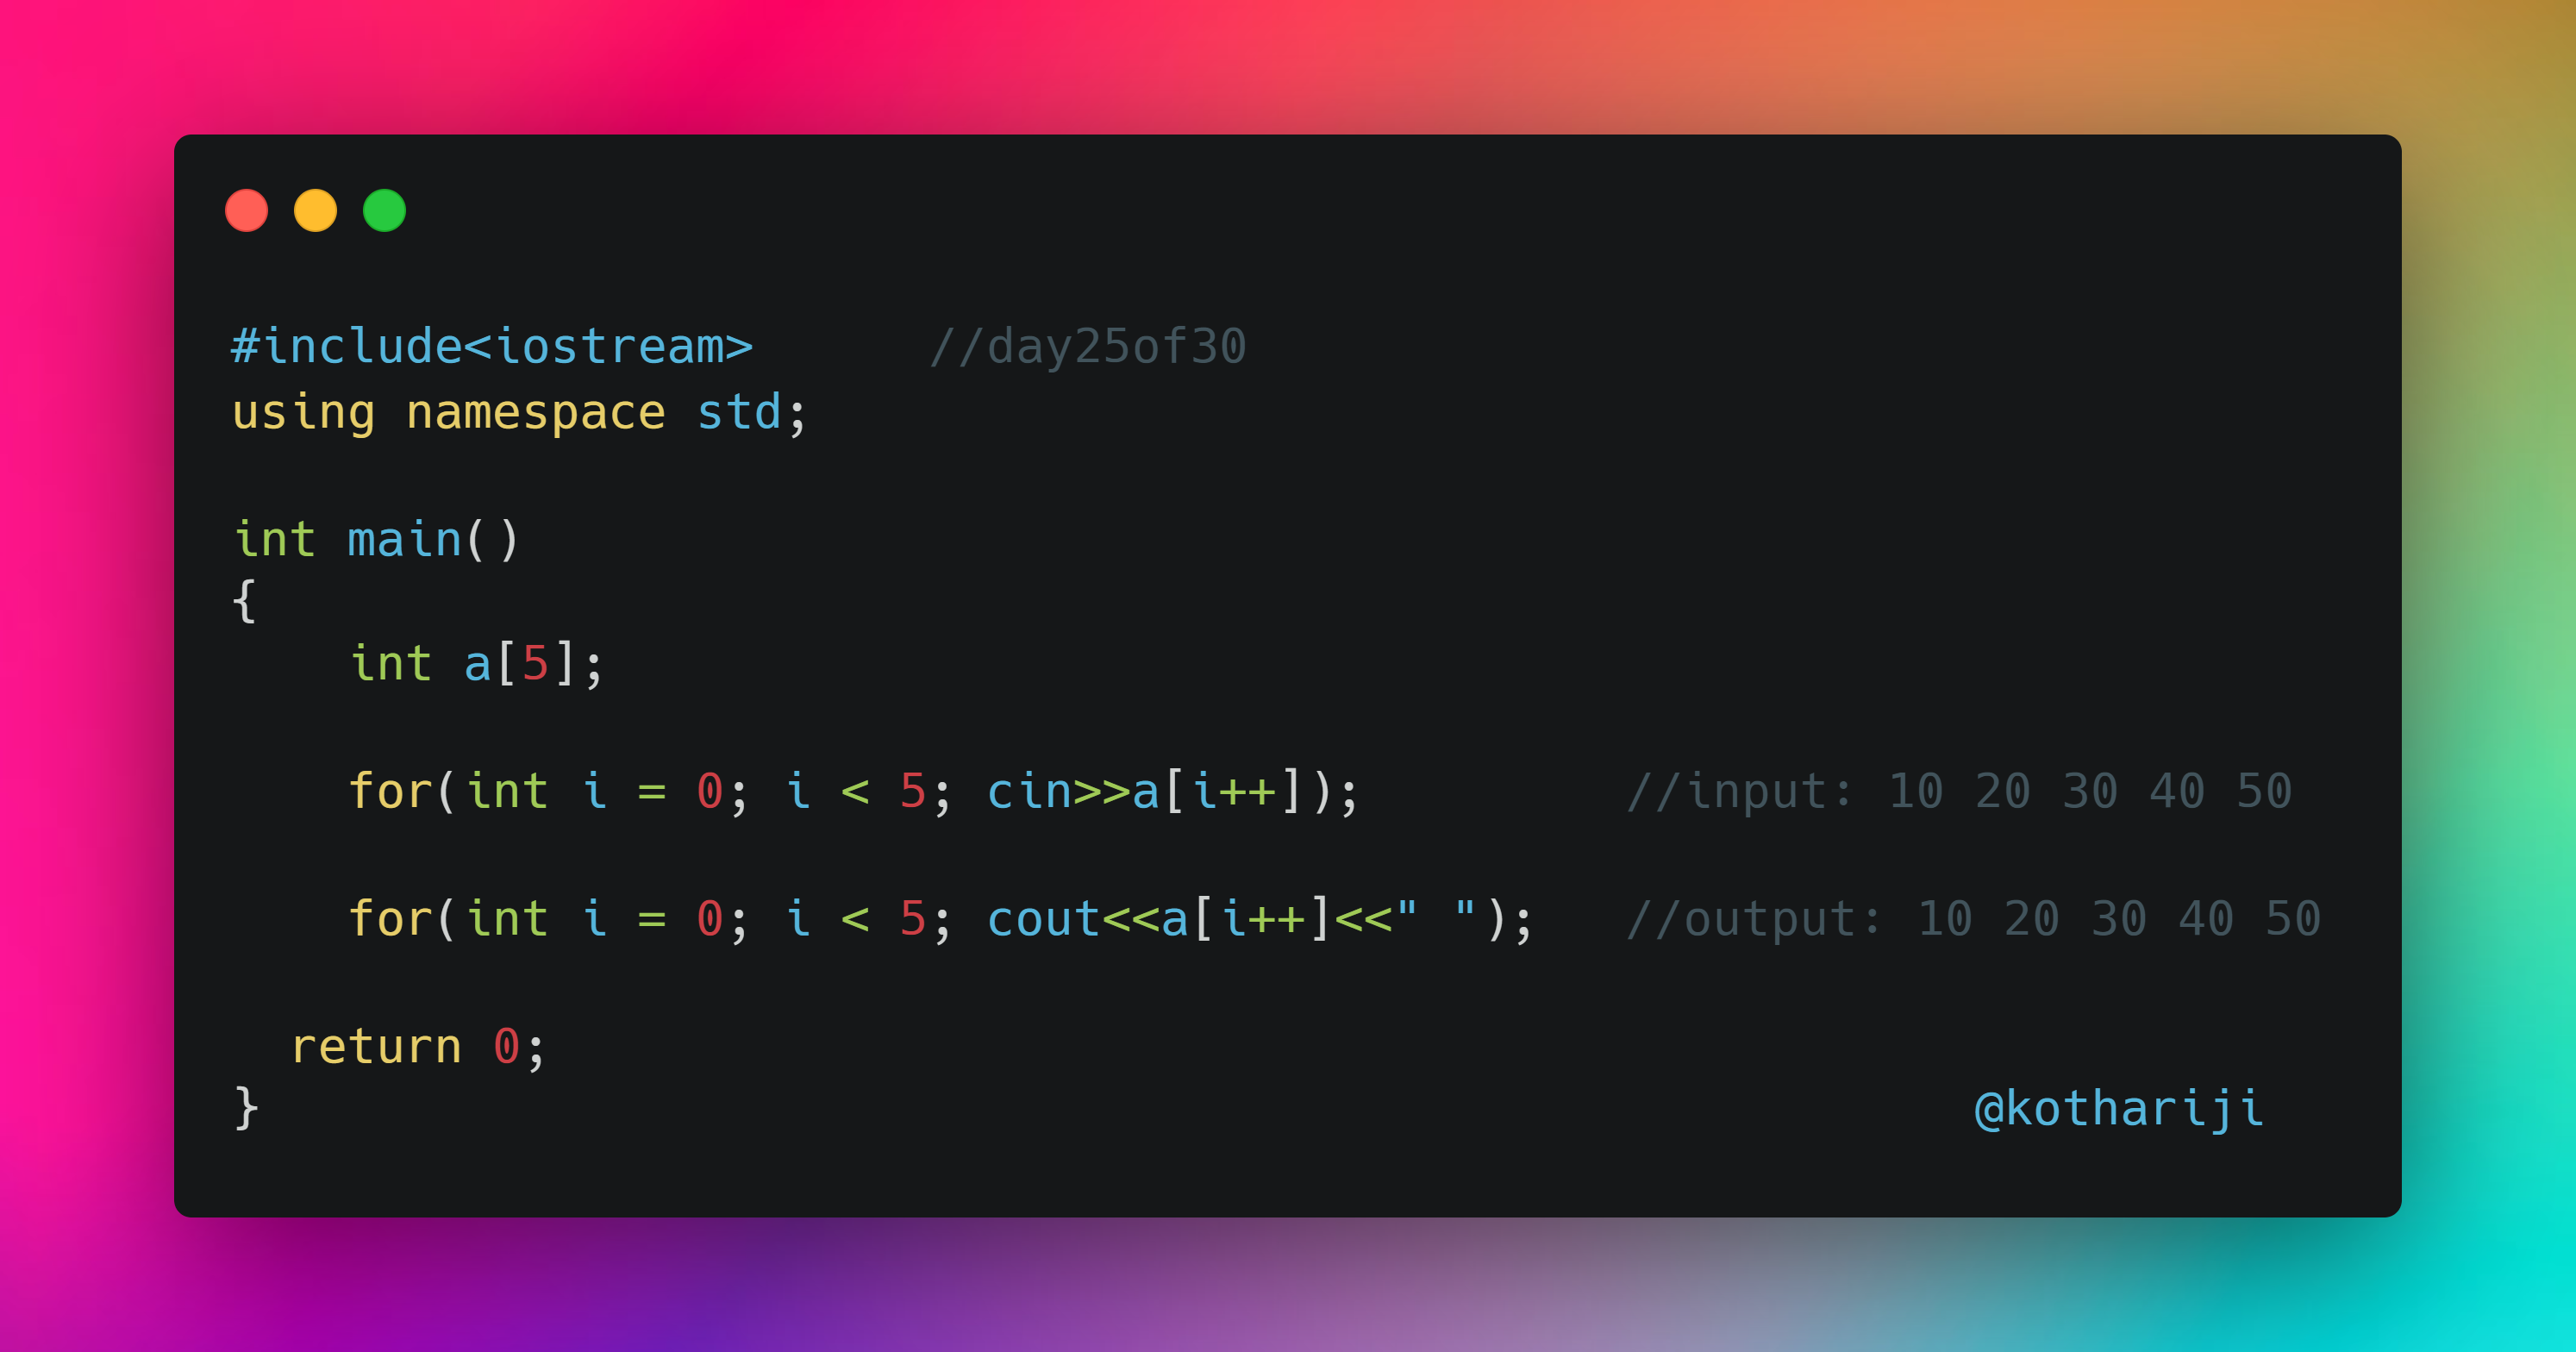 #include<iostream>      //day25of30
using namespace std;
int main()
{
    int a[5];
    for(int i = 0; i < 5; cin>>a[i++]);         //input: 10 20 30 40 50
    for(int i = 0; i < 5; cout<<a[i++]<<" ");   //output: 10 20 30 40 50
  return 0;
}                                                           @kothariji